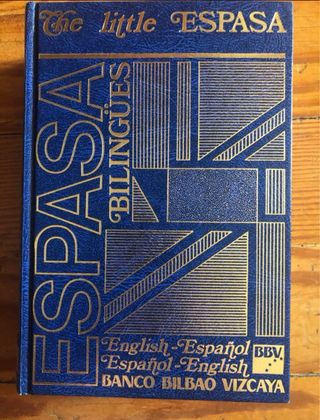 The little ESPASA
ESPASA
BILINGÜES
English-Español
Español-English
BBV
BANCO BILBAO VIZCAYA